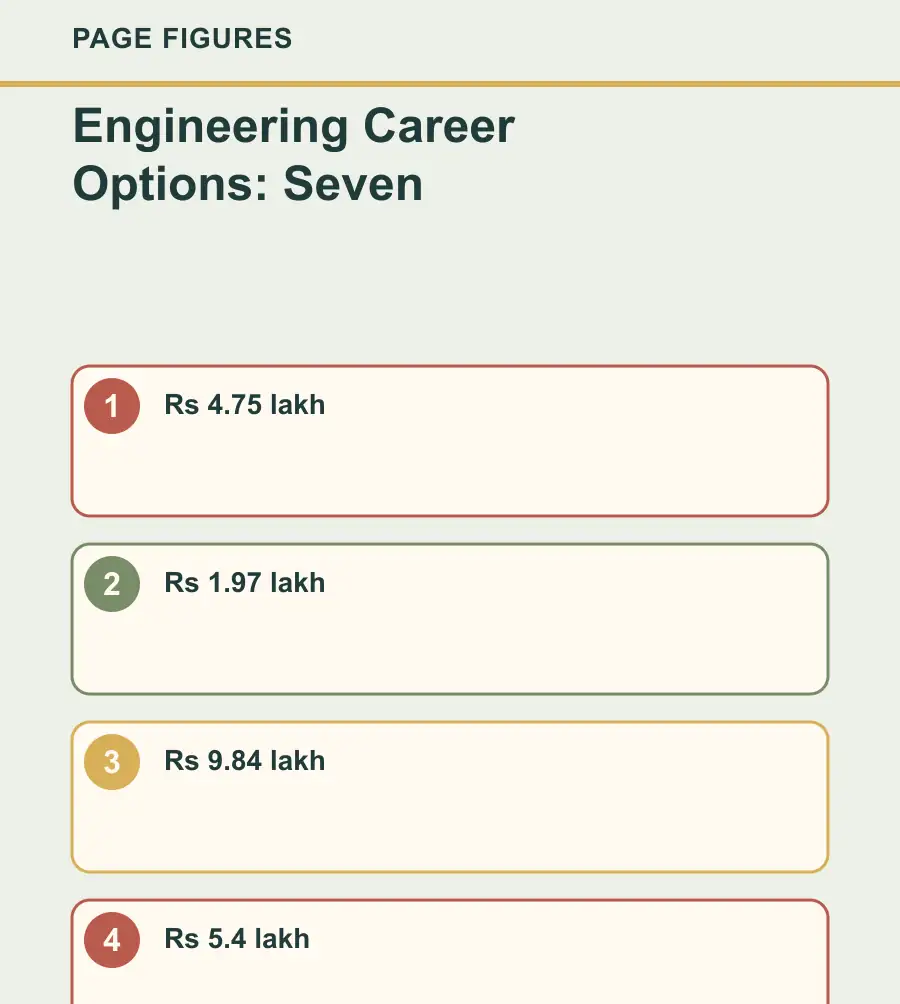 PAGE FIGURES
Engineering Career
Options: Seven
1
Rs 4.75 lakh
2
Rs 1.97 lakh
3
Rs 9.84 lakh
4
Rs 5.4 lakh